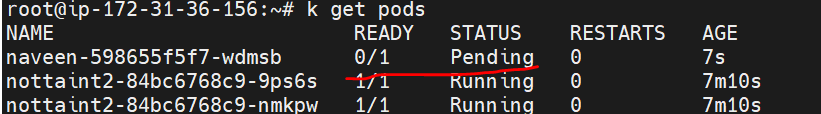 root@ip-172-31-36-156:~# k get pods
NAME READY STATUS RESTARTS AGE
naveen-598655f5f7-wdmsb 0/1 Pending 0 7s
nottaint2-84bc6768c9-9ps6s 1/1 Running 0 7m10s
nottaint2-84bc6768c9-nmkpw 1/1 Running 0 7m10s